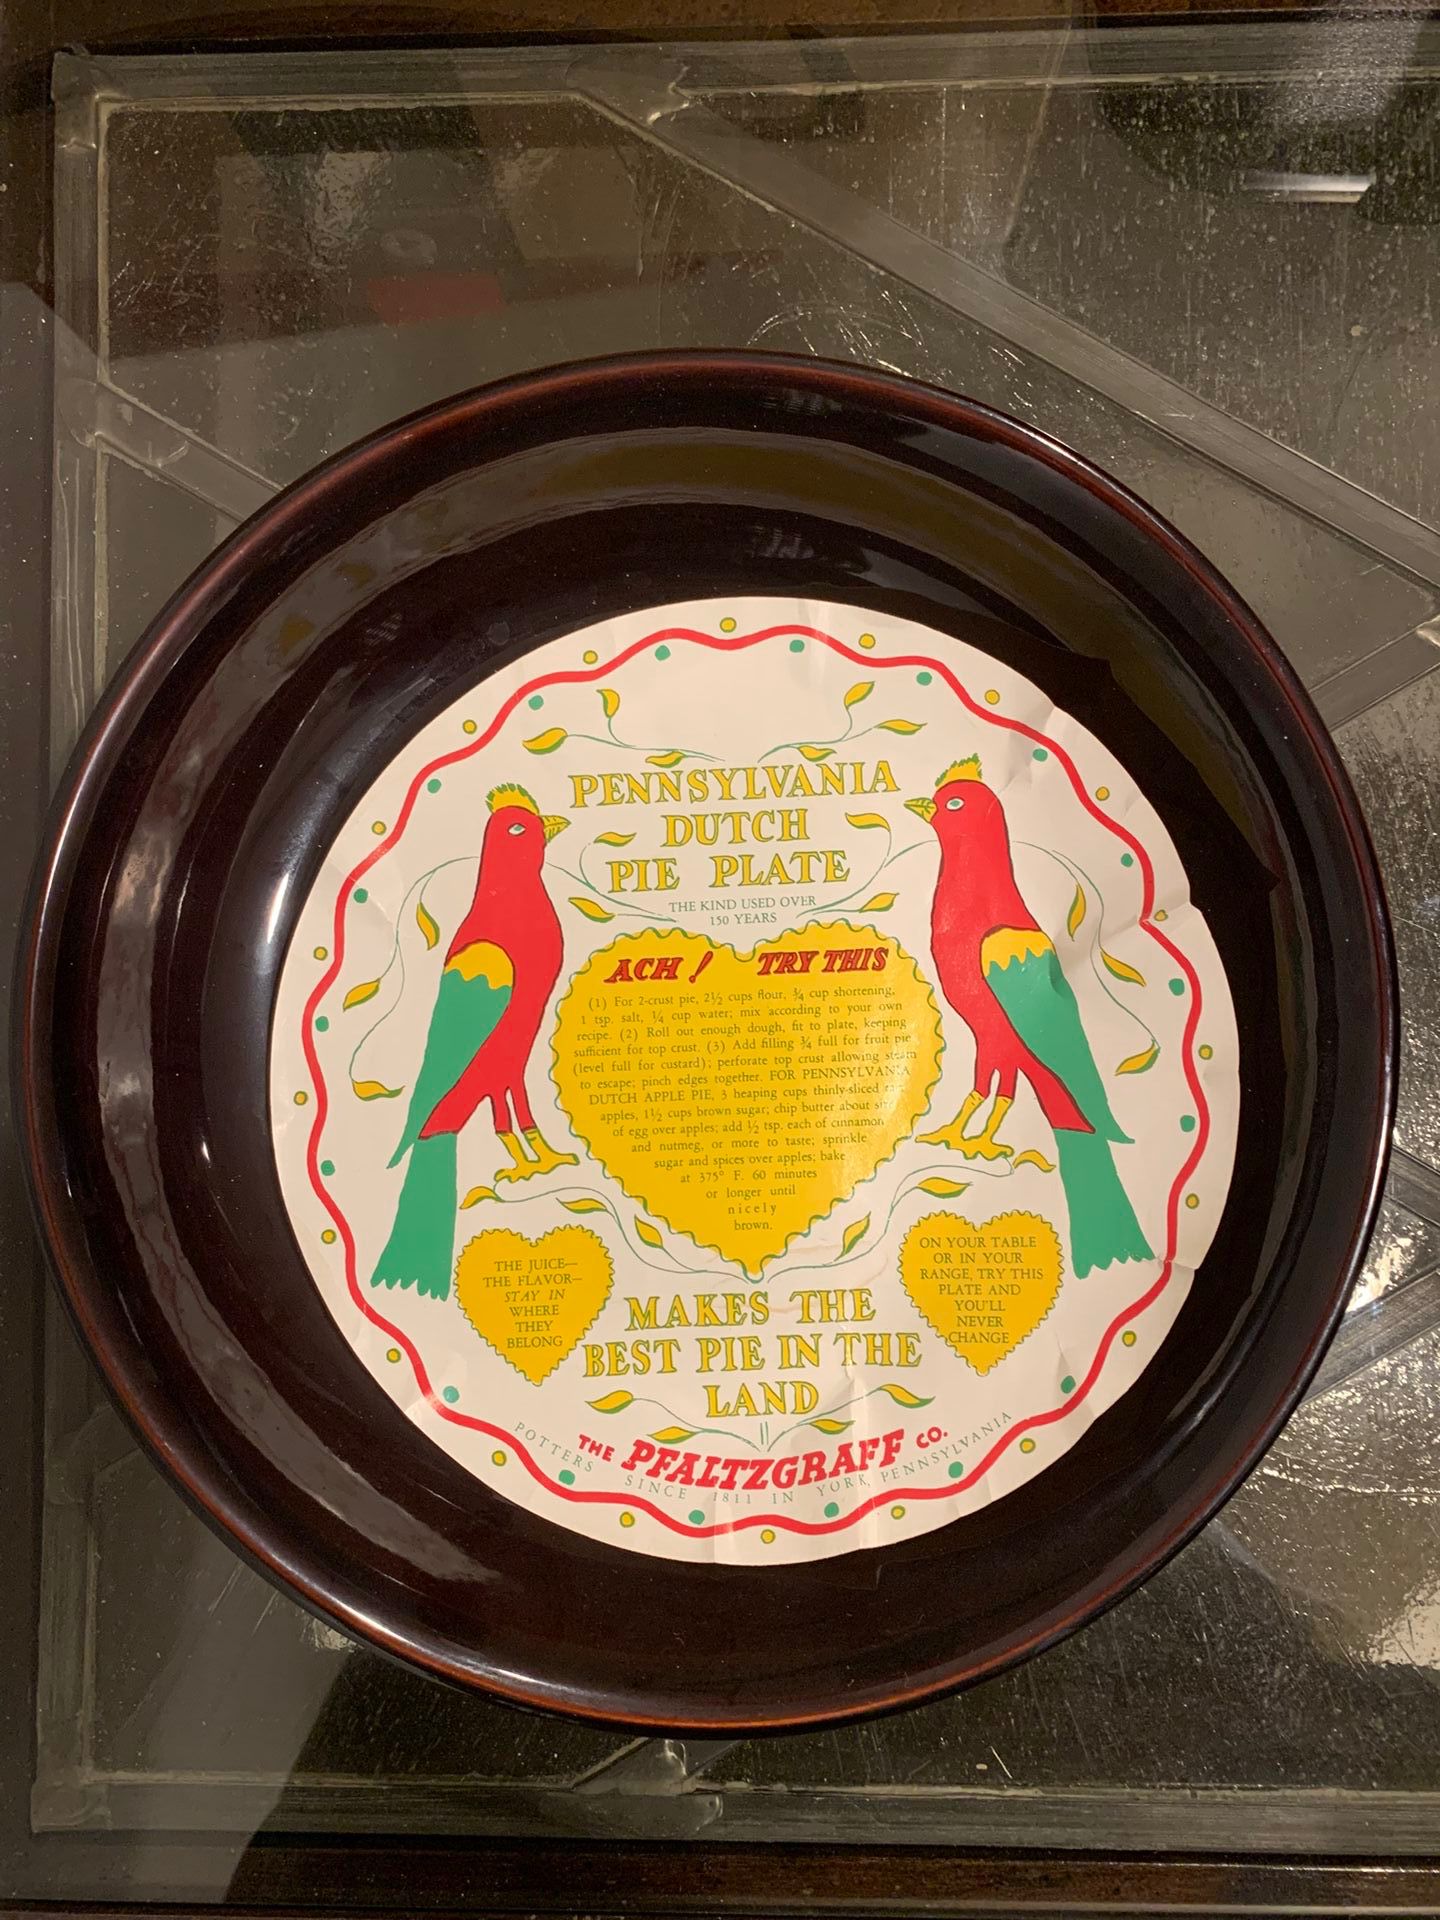 PENNSYLVANIA
DUTCH
PIE PLATE
THE KIND USED OVER
150 YEARS
ACH! TRY THIS
(1) For 2-crust pie, 2½ cups flour, ¾ cup shortening,
1 tsp. salt, ¼ cup water; mix according to your own
recipe. (2) Roll out enough dough, fit to plate, keeping
sufficient for top crust. (3) Add filling ¾ full for fruit pie
(level full for custard); perforate top crust allowing steam
to escape; pinch edges together. FOR PENNSYLVANIA
DUTCH APPLE PIE, 3 heaping cups thinly-sliced
apples, 1½ cups brown sugar; chip butter about size
of egg over apples; add ½ tsp. each of cinnamon
and nutmeg, or more to taste; sprinkle
sugar and spices over apples; bake
at 375° F. 60 minutes
or longer until
nicely
brown.
THE JUICE—
THE FLAVOR—
STAY IN
WHERE
THEY
BELONG
ON YOUR TABLE
OR IN YOUR
RANGE, TRY THIS
PLATE AND
YOU'LL
NEVER
CHANGE
MAKES THE
BEST PIE IN THE
LAND
THE PFALTZGRAFF CO.
POTTERS SINCE 1811 IN YORK, PENNSYLVANIA